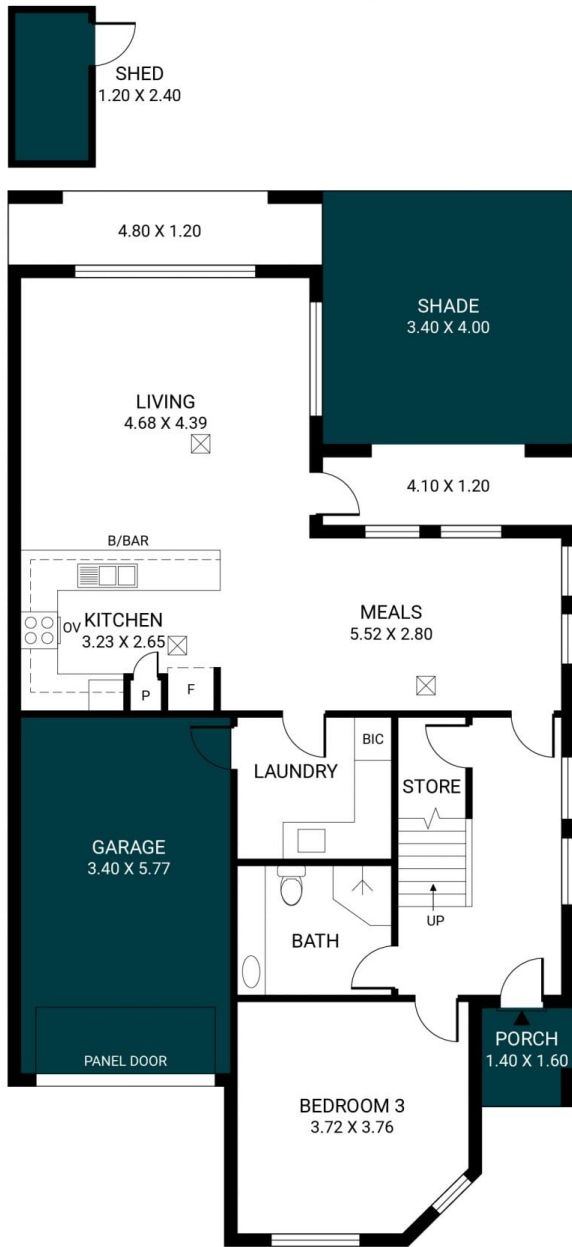 SHED
1.20 X 2.40
4.80 X 1.20
SHADE
3.40 X 4.00
LIVING
4.68 X 4.39
4.10 X 1.20
B/BAR
KITCHEN
3.23 X 2.65
OV
P
F
MEALS
5.52 X 2.80
LAUNDRY
BIC
STORE
UP
GARAGE
3.40 X 5.77
PANEL DOOR
BATH
PORCH
1.40 X 1.60
BEDROOM 3
3.72 X 3.76